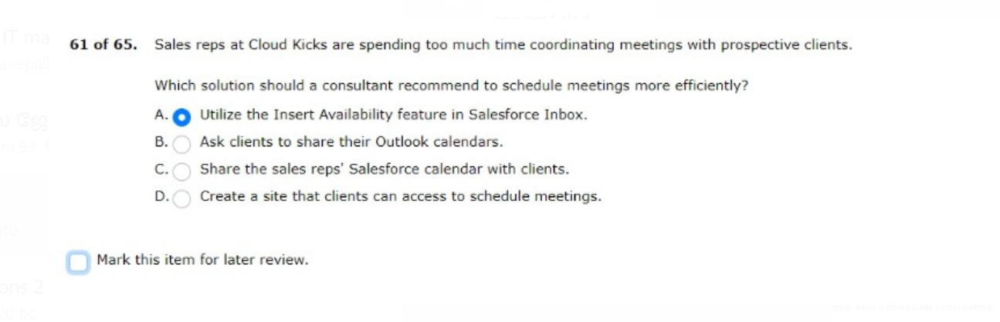 61 of 65. Sales reps at Cloud Kicks are spending too much time coordinating meetings with prospective clients.
Which solution should a consultant recommend to schedule meetings more efficiently?
A. Utilize the Insert Availability feature in Salesforce Inbox.
B. Ask clients to share their Outlook calendars.
C. Share the sales reps' Salesforce calendar with clients.
D. Create a site that clients can access to schedule meetings.
Mark this item for later review.